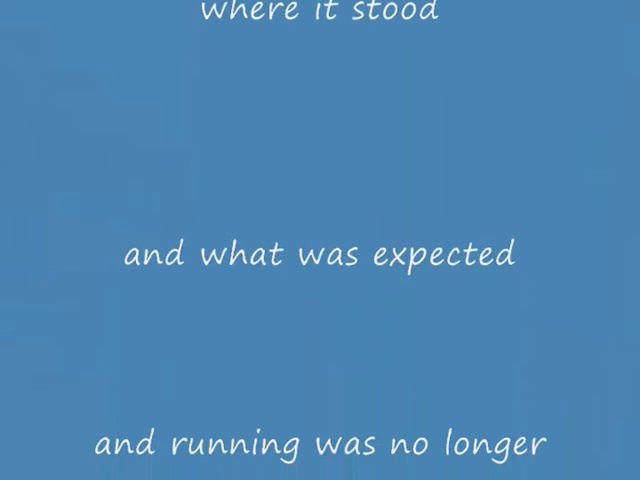 where it stood
and what was expected
and running was no longer